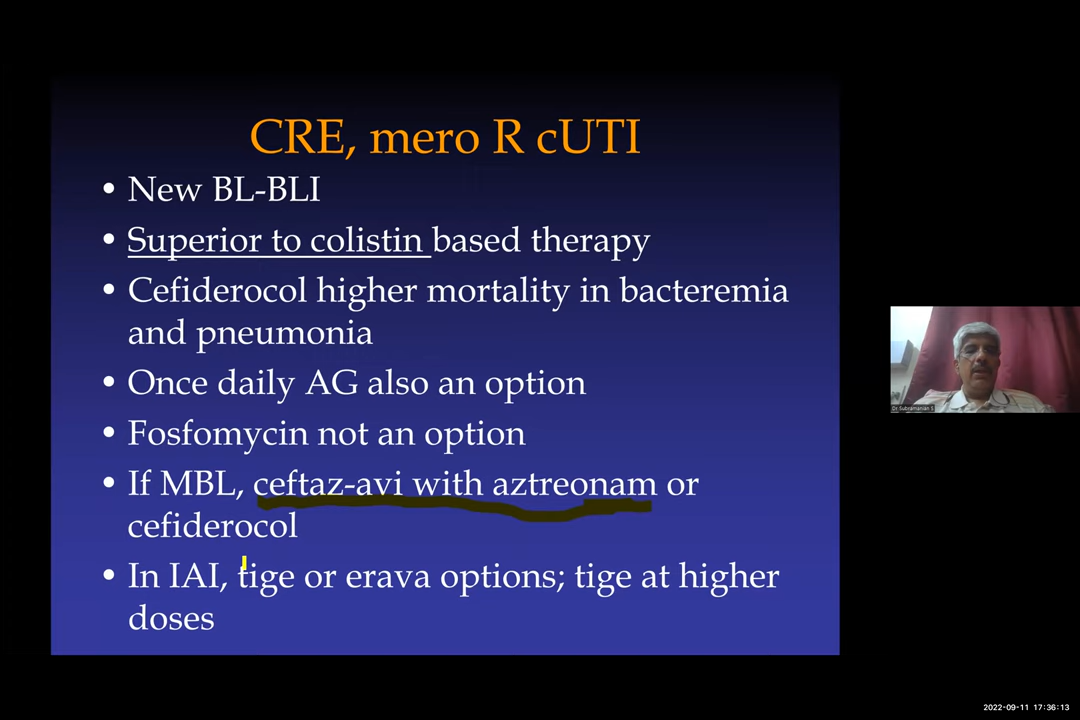 CRE, mero R cUTI
• New BL-BLI
• Superior to colistin based therapy
• Cefiderocol higher mortality in bacteremia
and pneumonia
• Once daily AG also an option
• Fosfomycin not an option
• If MBL, ceftaz-avi with aztreonam or
cefiderocol
• In IAI, tige or erava options; tige at higher
doses
Dr Subramanian S
2022-09-11 17:36:13